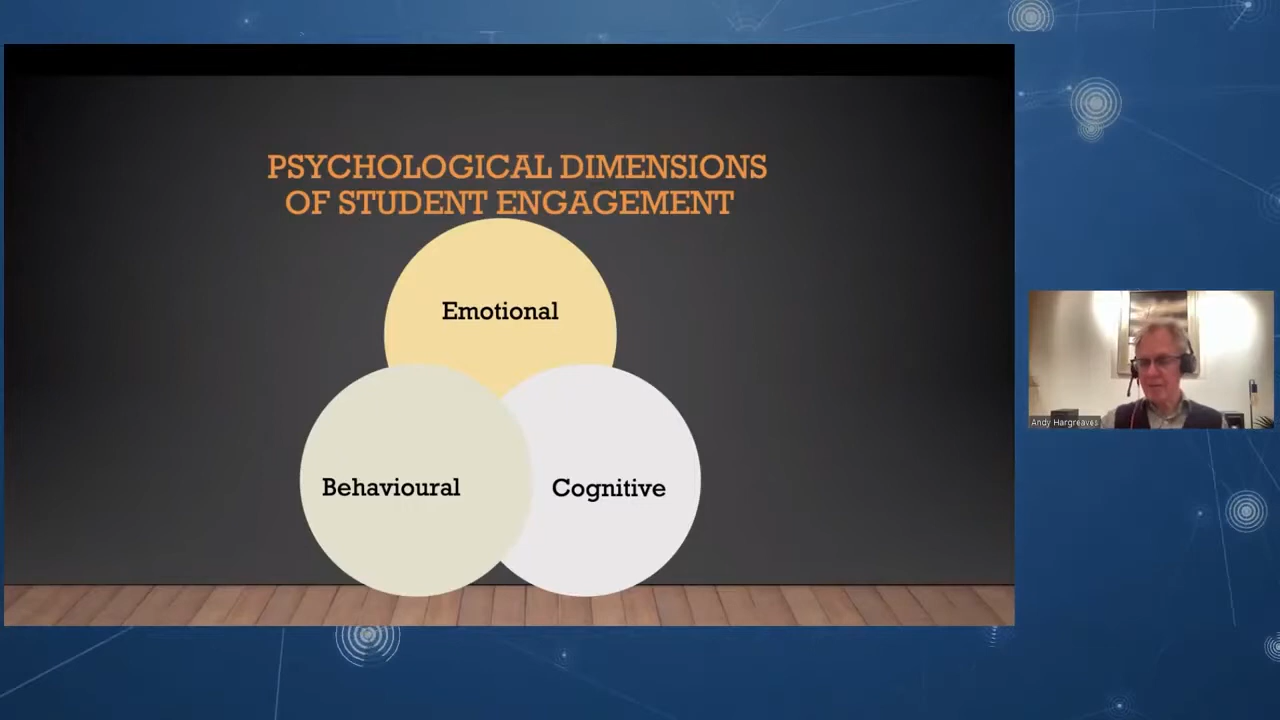 PSYCHOLOGICAL DIMENSIONS
OF STUDENT ENGAGEMENT
Emotional
Behavioural
Cognitive
Andy Hargreaves